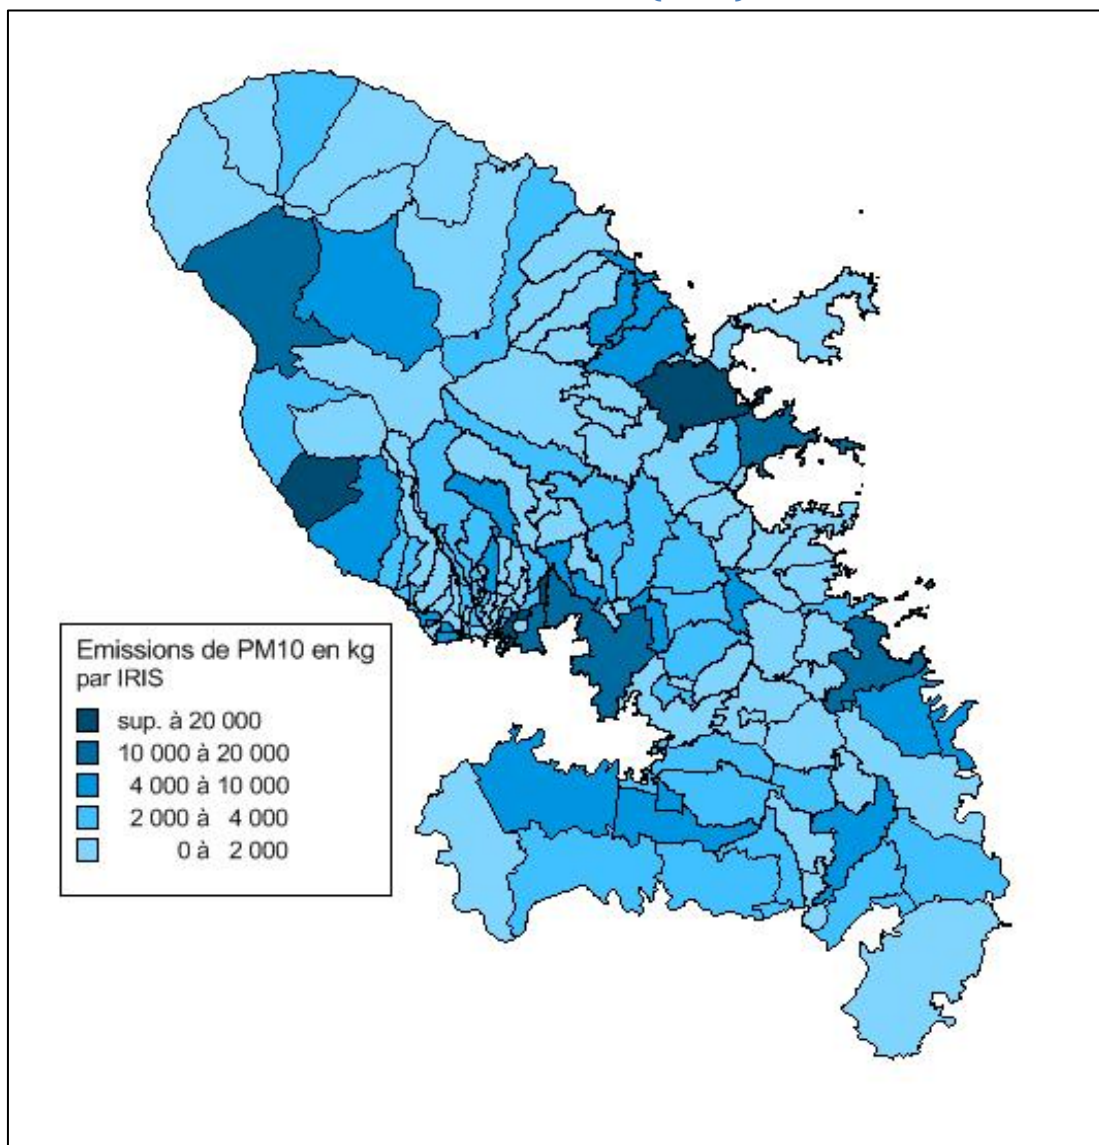 Emissions de PM10 en kg
par IRIS
sup. à 20 000
10 000 à 20 000
4 000 à 10 000
2 000 à 4 000
0 à 2 000